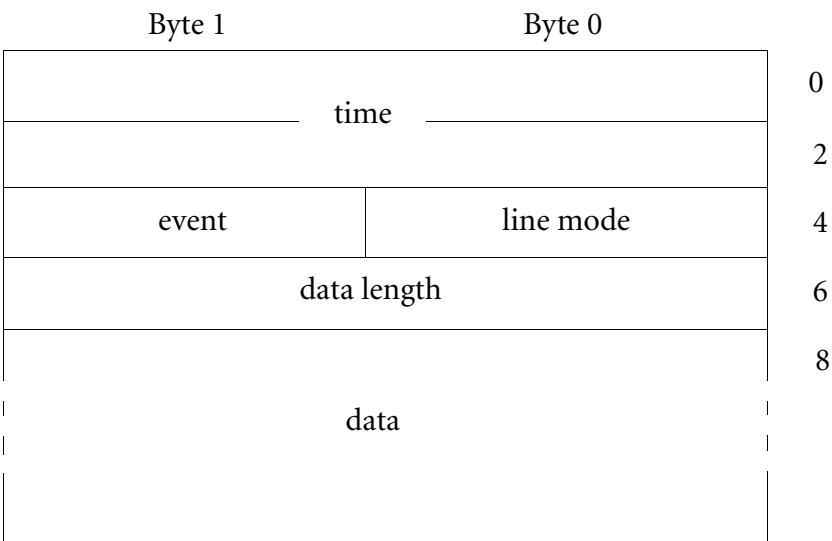 Byte 1 Byte 0
0
time
2
event line mode 4
data length 6
8
data